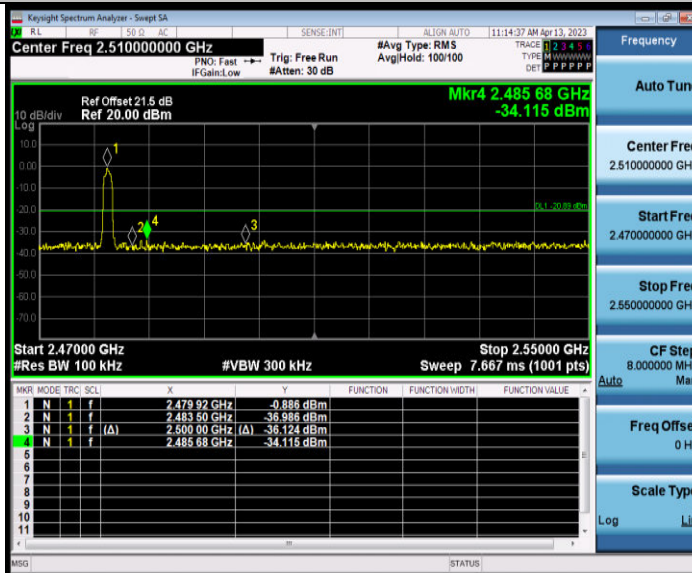 Keysight Spectrum Analyzer - Swept SA
RL RF 50 Ω AC SENSE:INT ALIGN AUTO 11:14:37 AM Apr 13, 2023
Center Freq 2.510000000 GHz
PNO: Fast
IFGain:Low
Trig: Free Run
#Atten: 30 dB
#Avg Type: RMS
Avg|Hold: 100/100
TRACE 1 2 3 4 5 6
TYPE M W W W W W
DET P P P P P P
Mkr4 2.485 68 GHz
-34.115 dBm
Ref Offset 21.5 dB
10 dB/div Ref 20.00 dBm
Log
10.0
0.00
-10.0
-20.0
-30.0
-40.0
-50.0
-60.0
-70.0
1
2
4
3
DL1 -20.89 dBm
Start 2.47000 GHz Stop 2.55000 GHz
#Res BW 100 kHz #VBW 300 kHz Sweep 7.667 ms (1001 pts)
MKR MODE TRC SCL X Y FUNCTION FUNCTION WIDTH FUNCTION VALUE
1 N 1 f 2.479 92 GHz -0.886 dBm
2 N 1 f 2.483 50 GHz -36.986 dBm
3 N 1 f (Δ) 2.500 00 GHz (Δ) -36.124 dBm
4 N 1 f 2.485 68 GHz -34.115 dBm
5
6
7
8
9
10
11
MSG STATUS
Frequency
Auto Tun
Center Fre
2.510000000 GH
Start Fre
2.470000000 GH
Stop Fre
2.550000000 GH
CF Step
8.000000 MH
Auto Ma
Freq Offse
0 H
Scale Type
Log Li